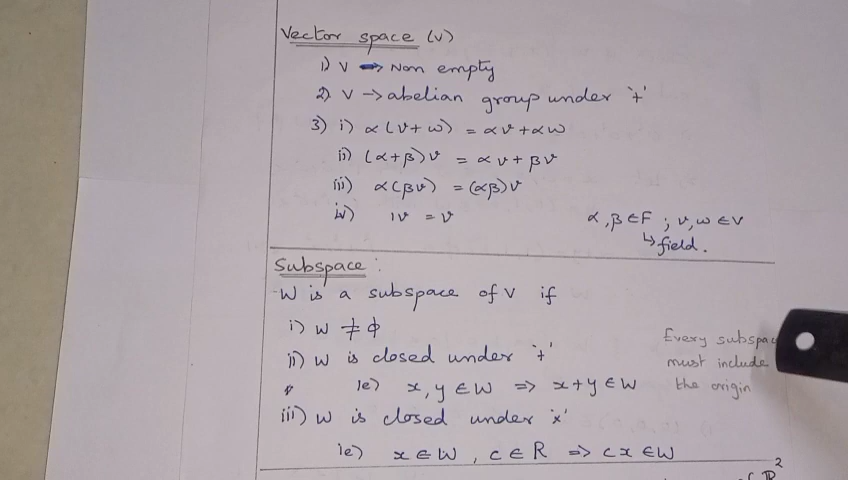 Vector space (V)
1) V ⇒ Non empty
2) V → abelian group under '+'
3) i) α(v+w) = αv+αw
ii) (α+β)v = αv+βv
iii) α(βv) = (αβ)v
iv) 1v = v
α,β∈F ; v,w∈V
↳ field.
Subspace :
W is a subspace of V if
i) W ≠ ϕ
ii) W is closed under '+'
ie) x,y∈W ⇒ x+y∈W
iii) W is closed under 'x'
ie) x∈W, c∈R ⇒ cx∈W
Every subspac
must include
the origin